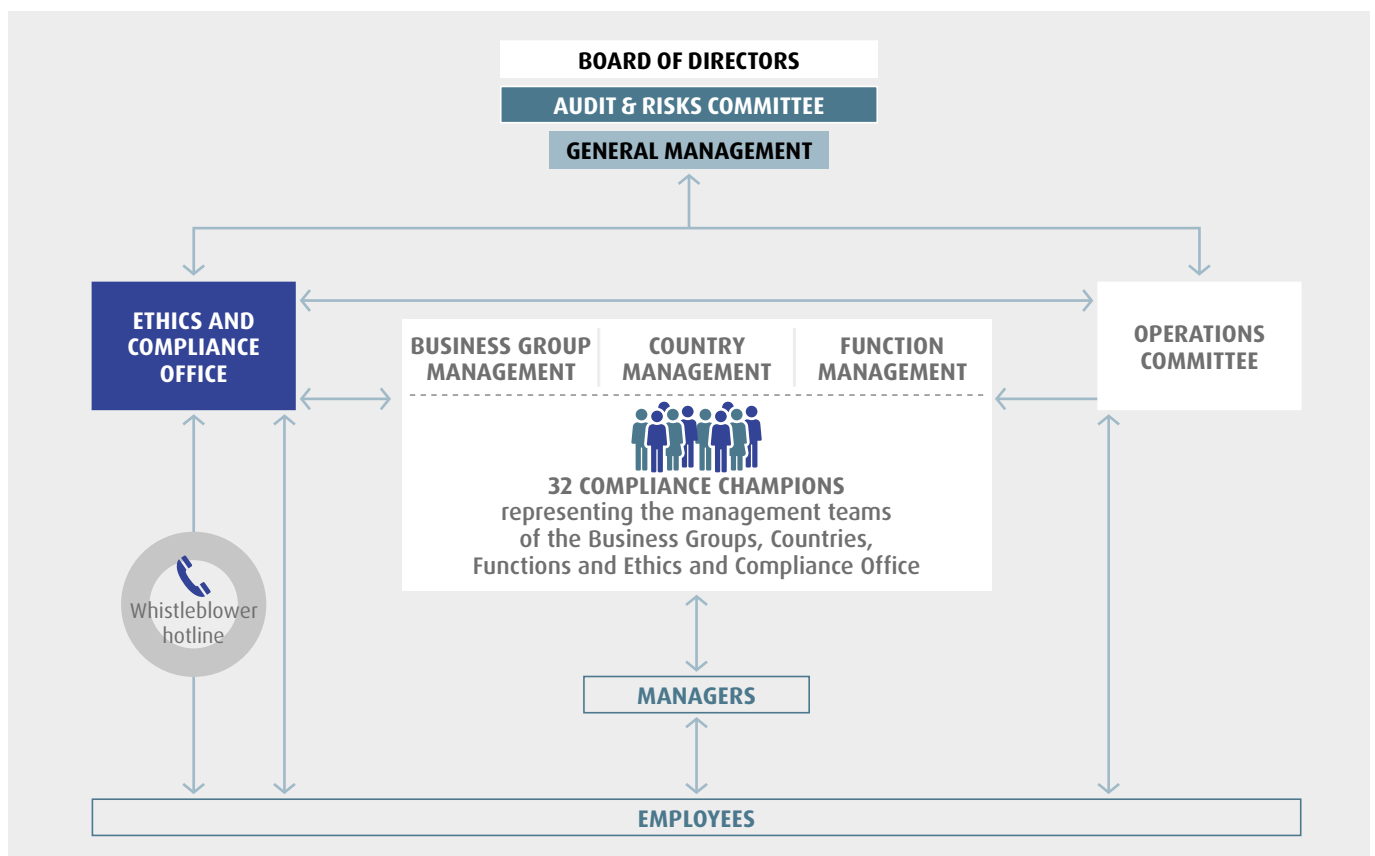 BOARD OF DIRECTORS
AUDIT & RISKS COMMITTEE
GENERAL MANAGEMENT
ETHICS AND
COMPLIANCE
OFFICE
OPERATIONS
COMMITTEE
BUSINESS GROUP
MANAGEMENT
COUNTRY
MANAGEMENT
FUNCTION
MANAGEMENT
32 COMPLIANCE CHAMPIONS
representing the management teams
of the Business Groups, Countries,
Functions and Ethics and Compliance Office
Whistleblower
hotline
MANAGERS
EMPLOYEES